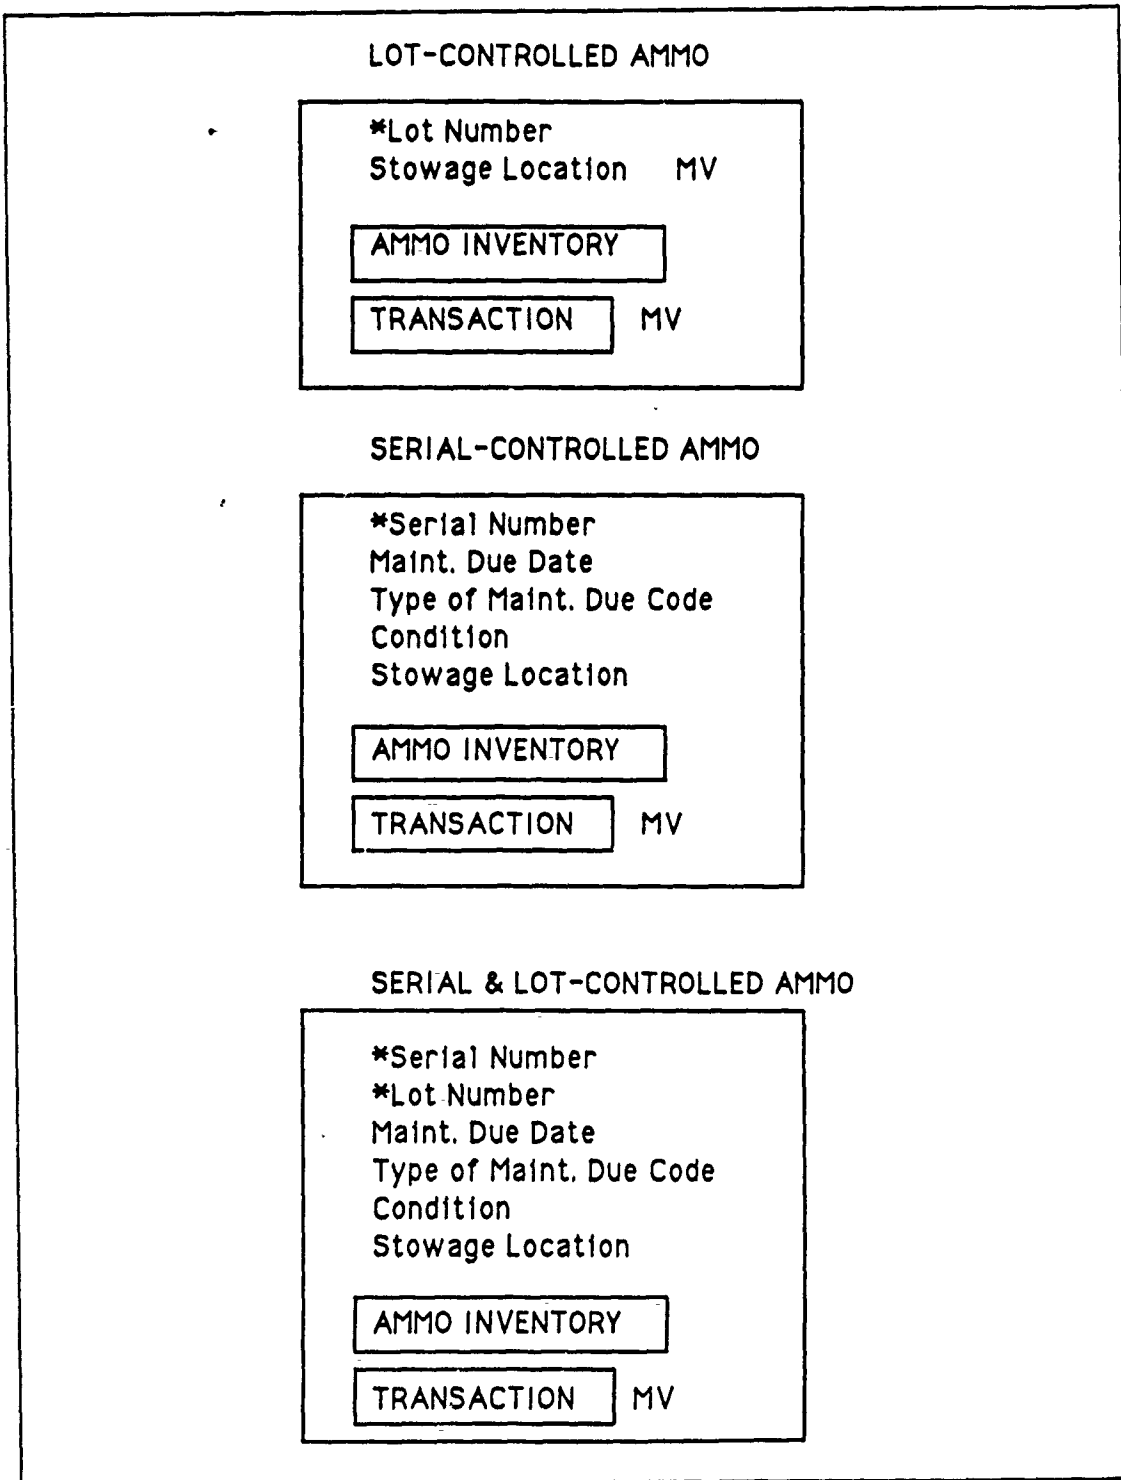 LOT-CONTROLLED AMMO
*Lot Number
Stowage Location MV
AMMO INVENTORY
TRANSACTION MV
SERIAL-CONTROLLED AMMO
*Serial Number
Maint. Due Date
Type of Maint. Due Code
Condition
Stowage Location
AMMO INVENTORY
TRANSACTION MV
SERIAL & LOT-CONTROLLED AMMO
*Serial Number
*Lot Number
Maint. Due Date
Type of Maint. Due Code
Condition
Stowage Location
AMMO INVENTORY
TRANSACTION MV